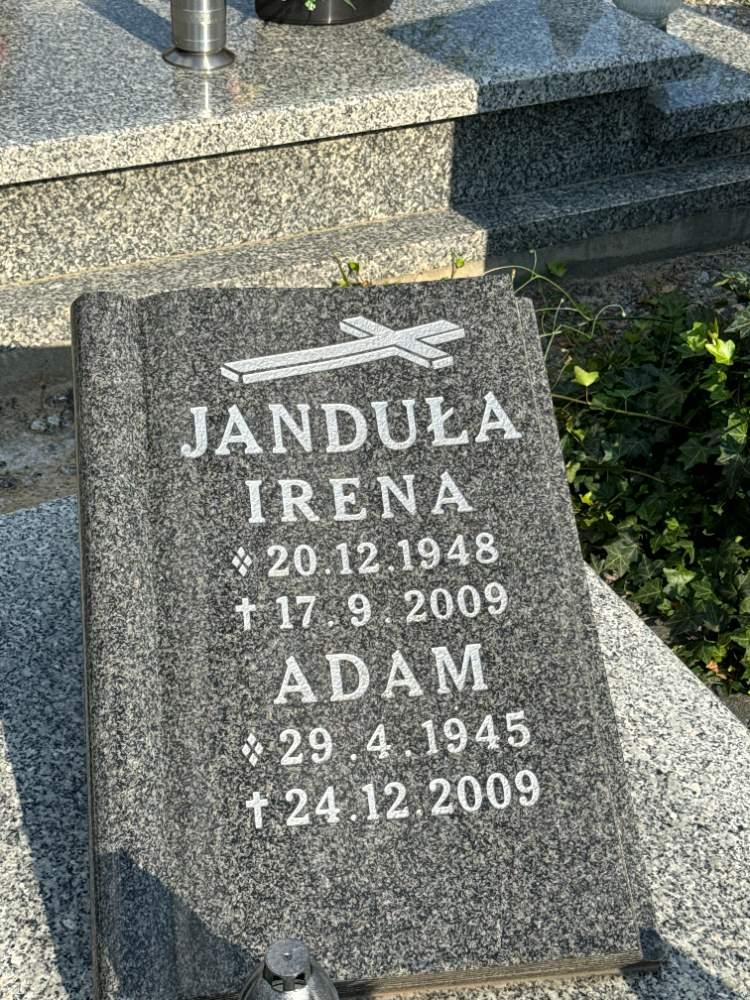 JANDUŁA
IRENA
20.12.1948
✝ 17.9.2009
ADAM
29.4.1945
✝ 24.12.2009